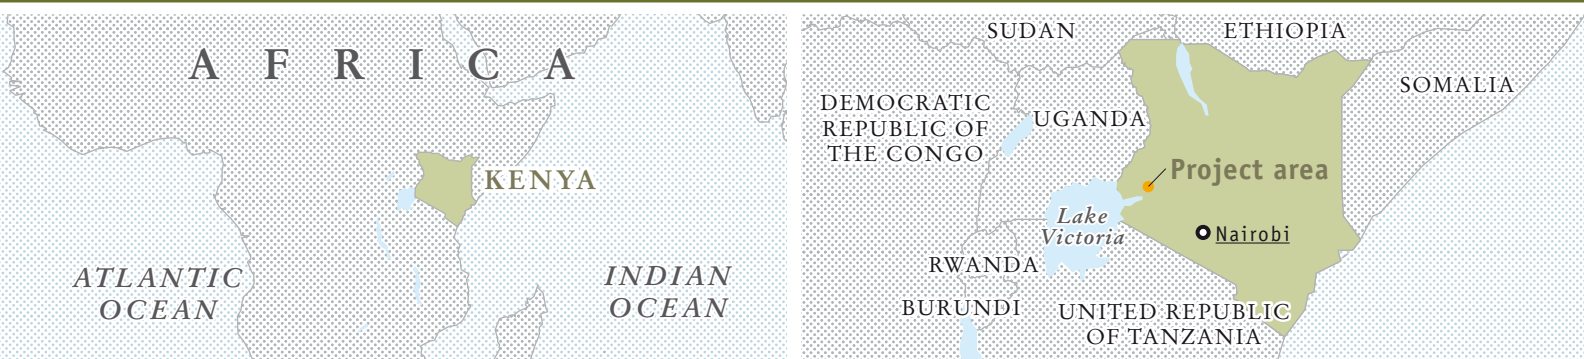 AFRICA
KENYA
ATLANTIC
OCEAN
INDIAN
OCEAN
SUDAN
ETHIOPIA
SOMALIA
DEMOCRATIC
REPUBLIC OF
THE CONGO
UGANDA
Project area
Lake
Victoria
Nairobi
RWANDA
BURUNDI
UNITED REPUBLIC
OF TANZANIA